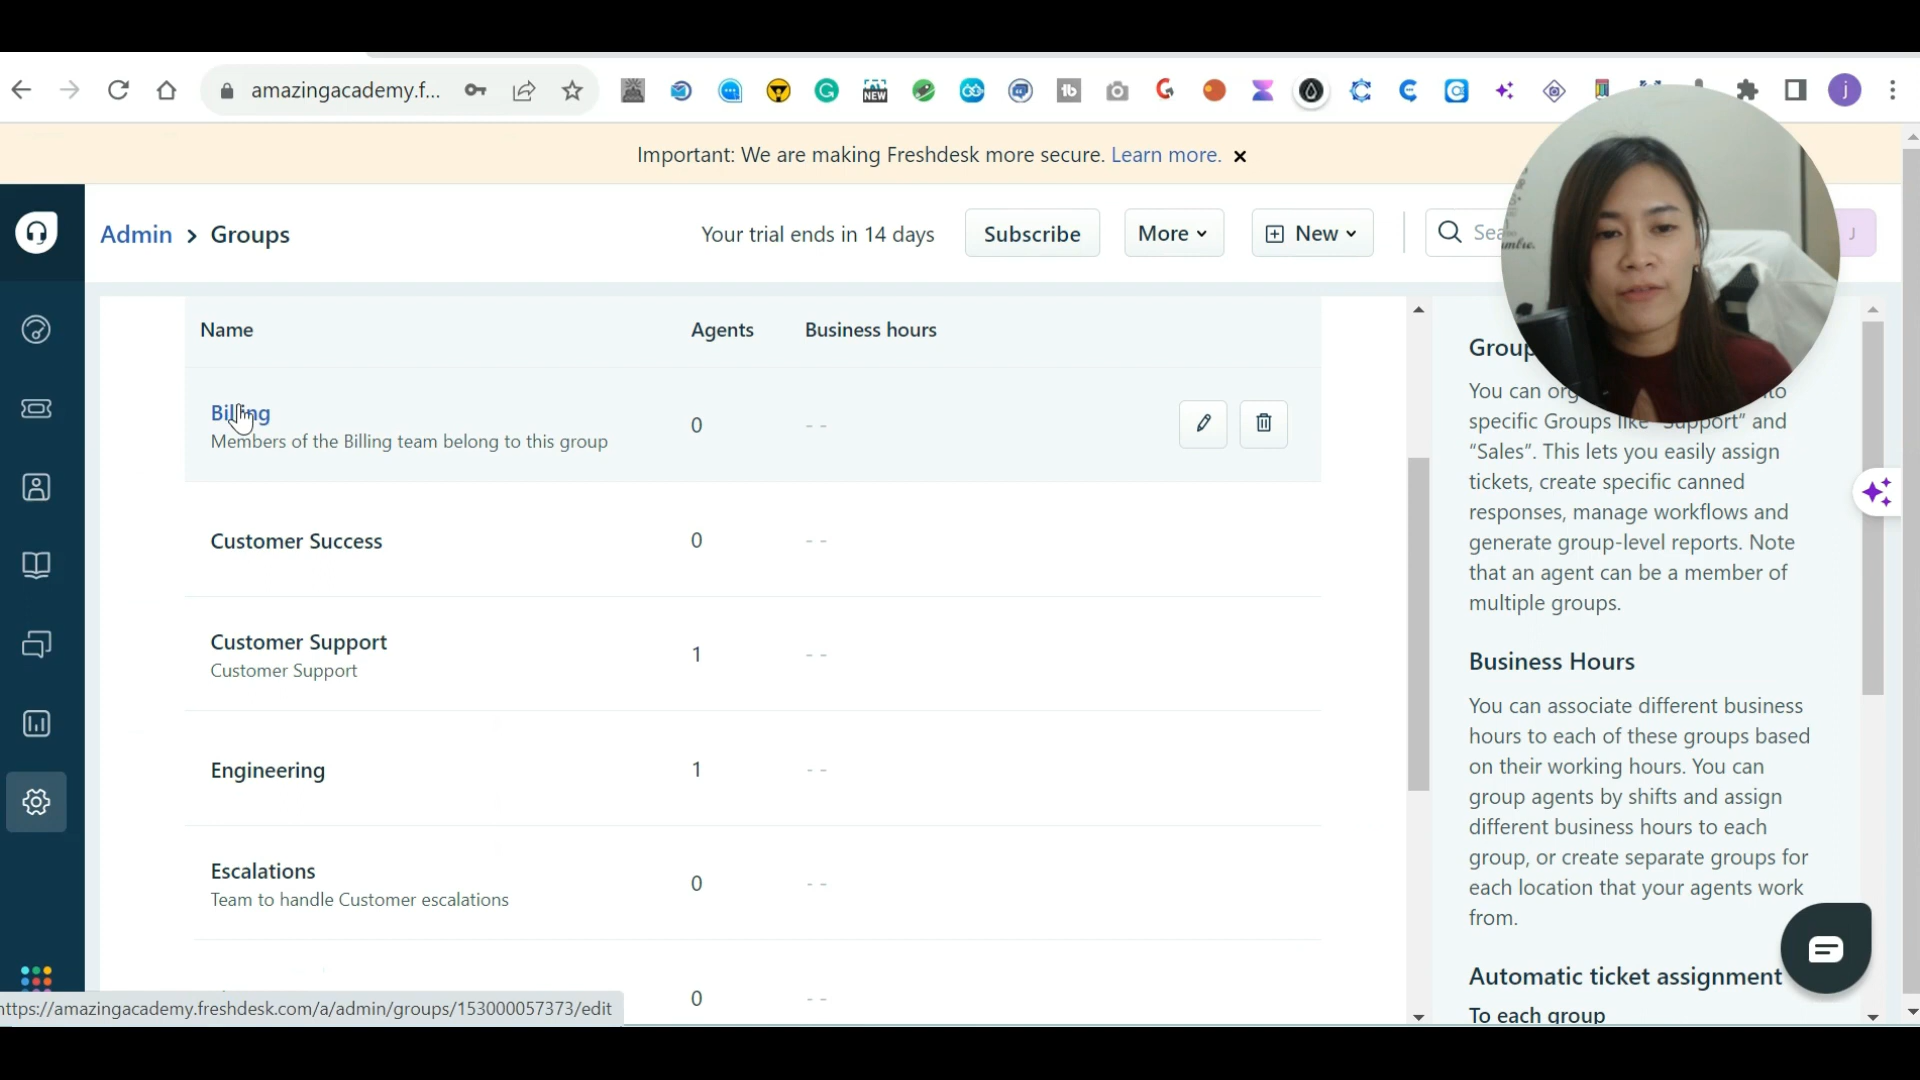 amazingacademy.f...
NEW
1b
j
Important: We are making Freshdesk more secure. Learn more. ×
Admin > Groups
Your trial ends in 14 days
Subscribe
More
New
J
Name Agents Business hours
Billing
Members of the Billing team belong to this group
0 - -
Customer Success 0 - -
Customer Support
Customer Support
1 - -
Engineering 1 - -
Escalations
Team to handle Customer escalations
0 - -
0 - -
https://amazingacademy.freshdesk.com/a/admin/groups/153000057373/edit
specific Groups like "Support" and
"Sales". This lets you easily assign
tickets, create specific canned
responses, manage workflows and
generate group-level reports. Note
that an agent can be a member of
multiple groups.
Business Hours
You can associate different business
hours to each of these groups based
on their working hours. You can
group agents by shifts and assign
different business hours to each
group, or create separate groups for
each location that your agents work
from.
Automatic ticket assignment
To each group